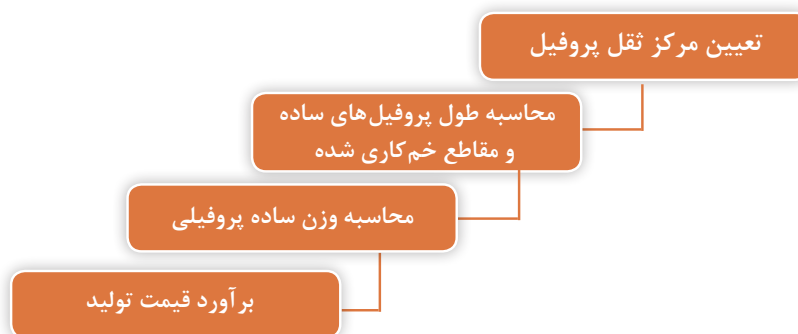 تعیین مرکز ثقل پروفیل
محاسبه طول پروفیل‌های ساده
و مقاطع خم‌کاری شده
محاسبه وزن ساده پروفیلی
برآورد قیمت تولید